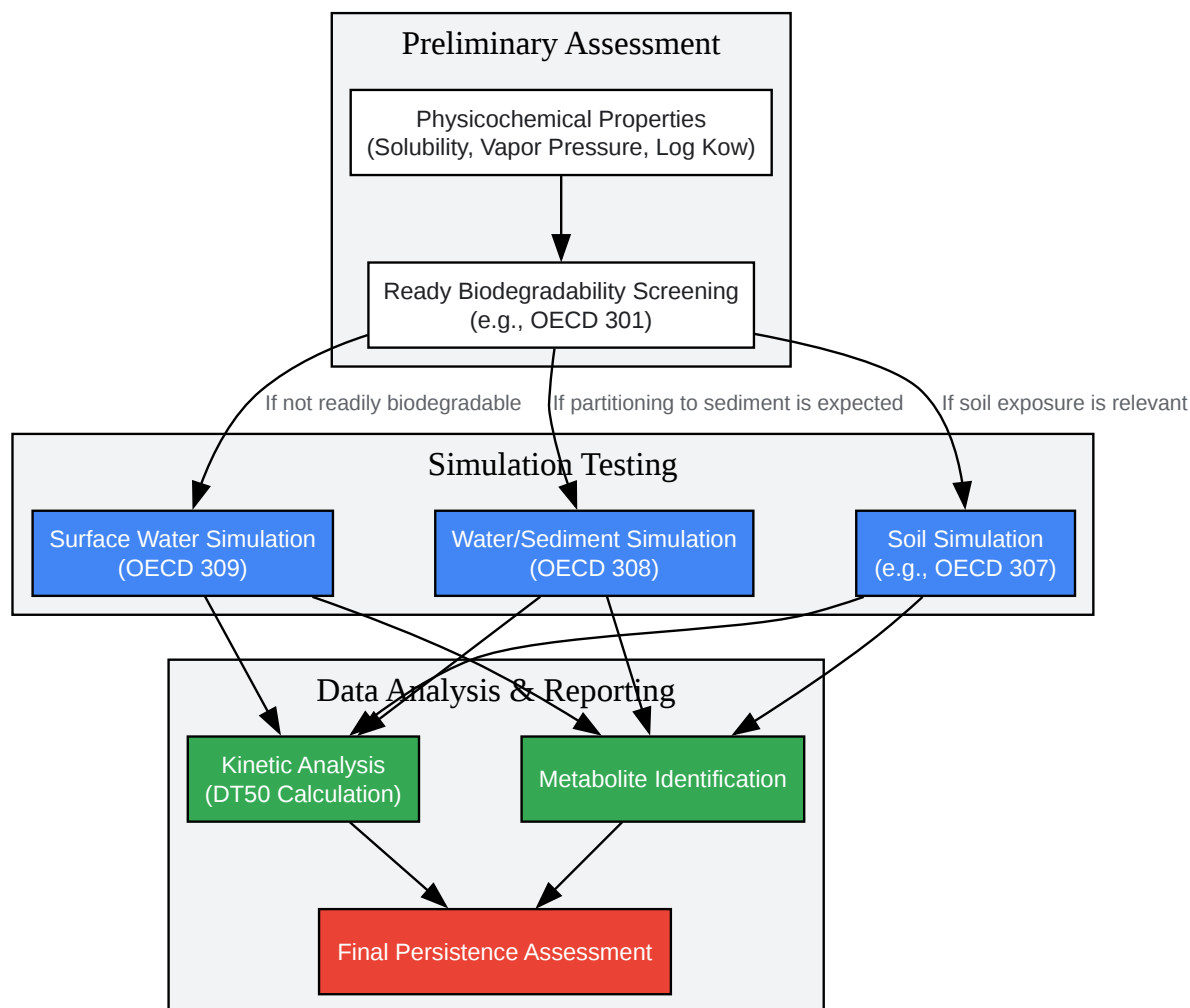 Preliminary Assessment
Physicochemical Properties
(Solubility, Vapor Pressure, Log Kow)
Ready Biodegradability Screening
(e.g., OECD 301)
If not readily biodegradable
If partitioning to sediment is expected
If soil exposure is relevant
Simulation Testing
Surface Water Simulation
(OECD 309)
Water/Sediment Simulation
(OECD 308)
Soil Simulation
(e.g., OECD 307)
Data Analysis & Reporting
Kinetic Analysis
(DT50 Calculation)
Metabolite Identification
Final Persistence Assessment